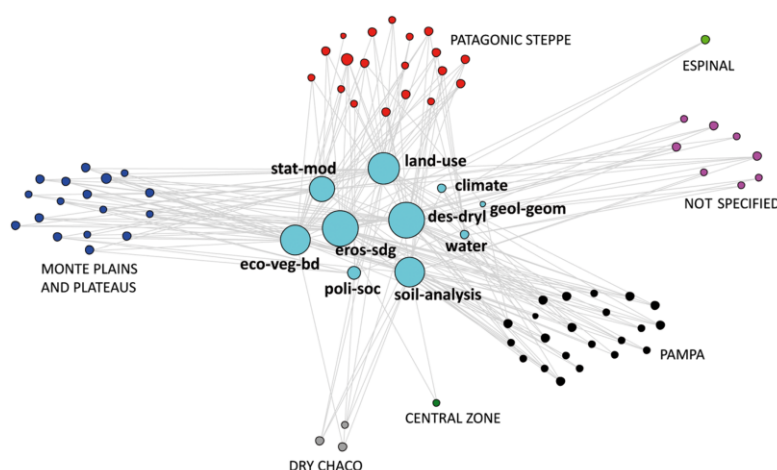 PATAGONIC STEPPE
ESPINAL
land-use
stat-mod
climate
geol-geom
des-dryl
NOT SPECIFIED
water
eros-sdg
eco-veg-bd
MONTE PLAINS
AND PLATEAUS
poli-soc
soil-analysis
PAMPA
CENTRAL ZONE
DRY CHACO